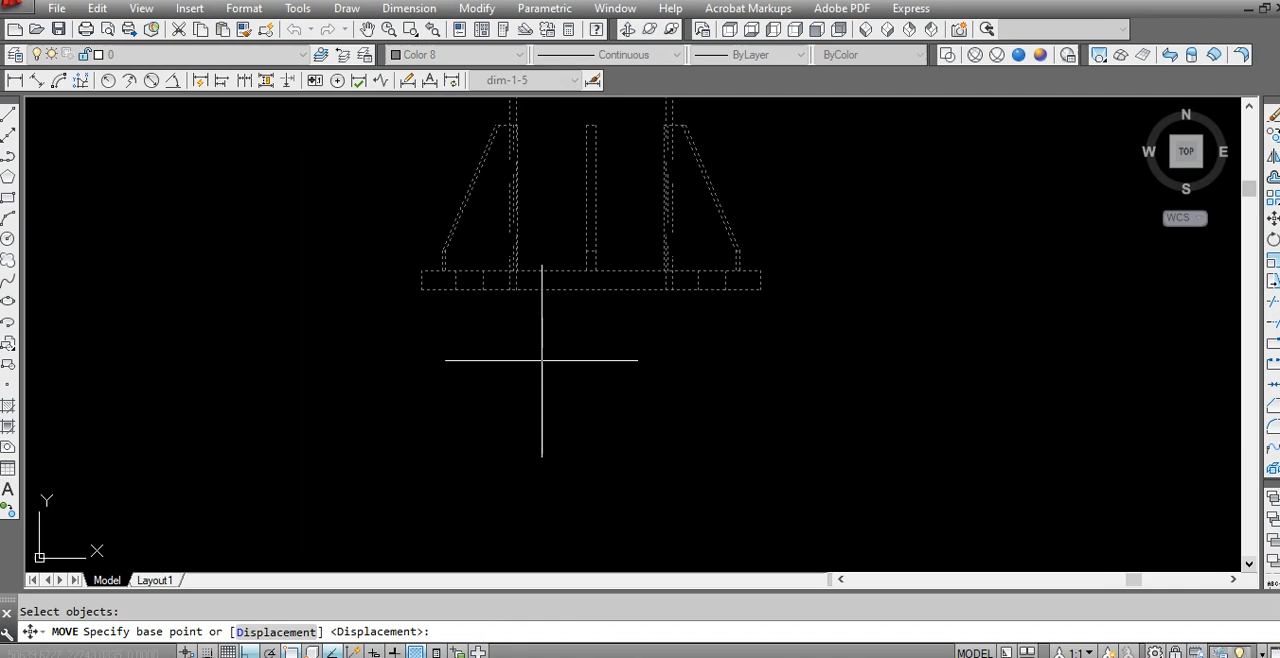 File Edit View Insert Format Tools Draw Dimension Modify Parametric Window Help Acrobat Markups Adobe PDF Express
0 Color 8 Continuous ByLayer ByColor
dim-1-5
N
W TOP E
S
WCS
Y
X
Model Layout1
Select objects:
MOVE Specify base point or [Displacement] <Displacement>:
MODEL 1:1